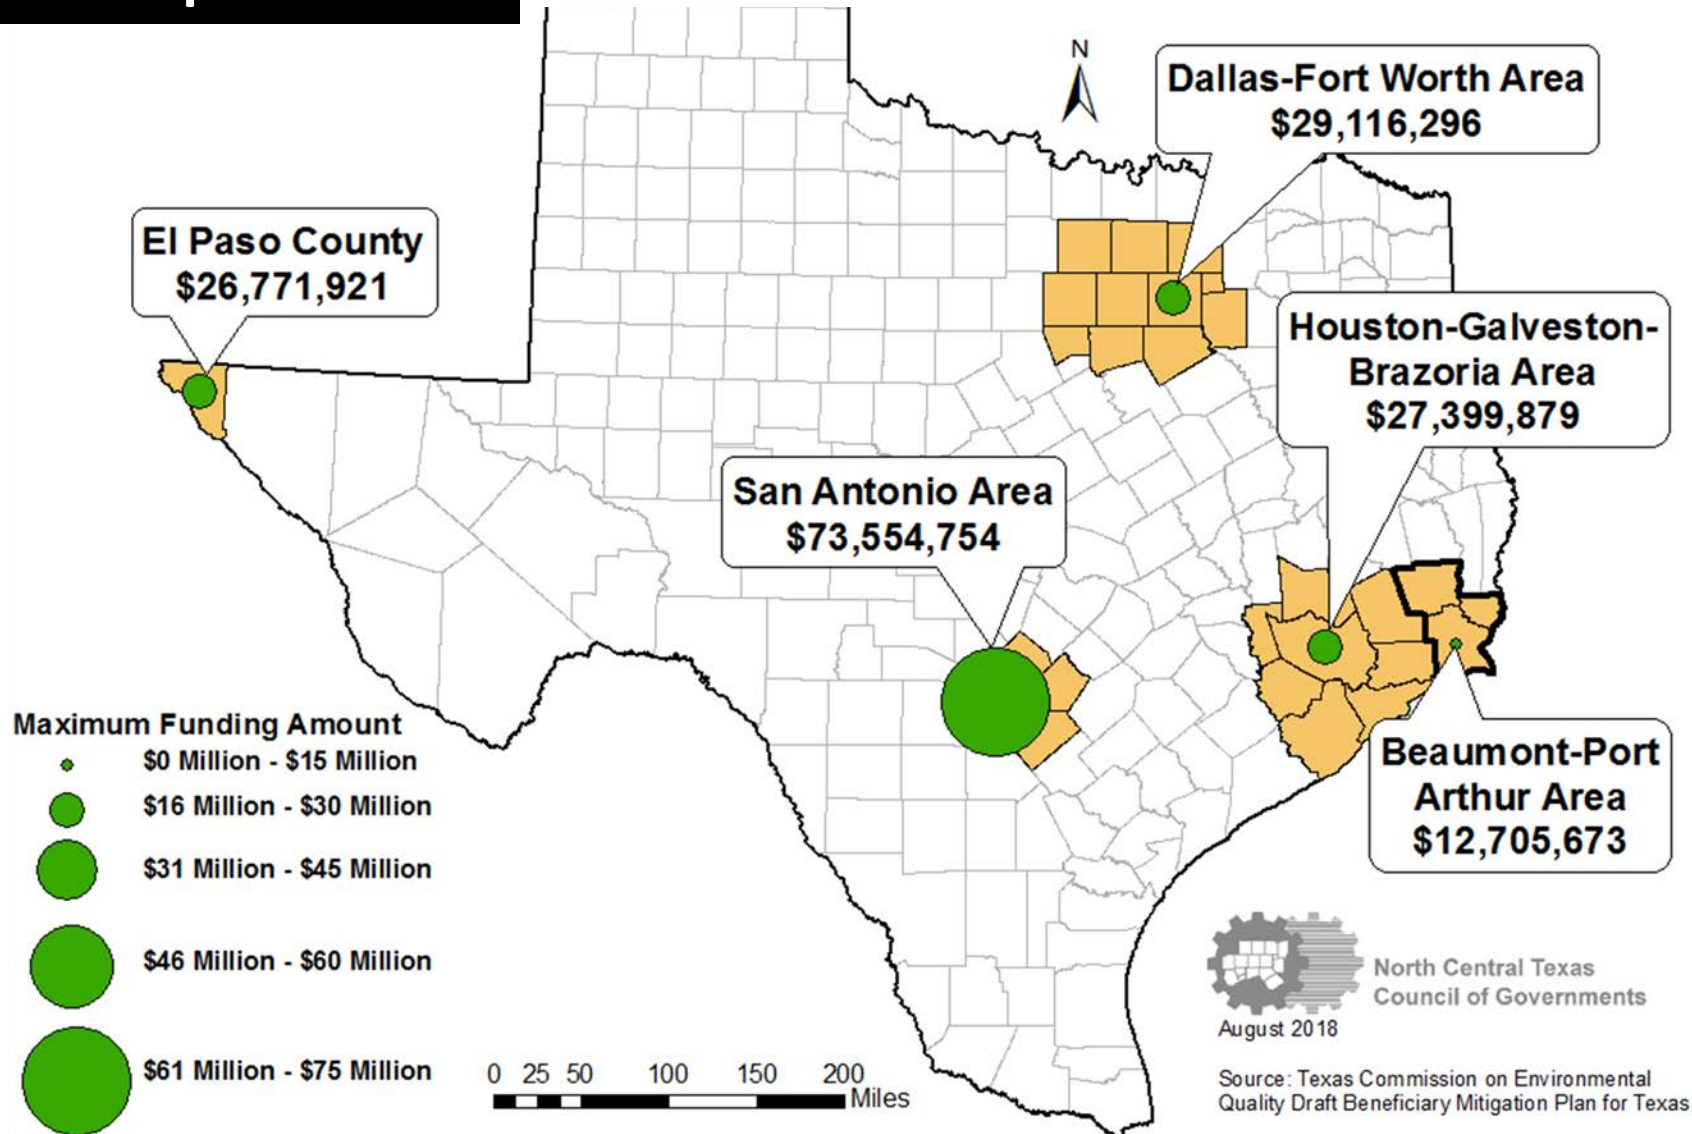 N
Dallas-Fort Worth Area
$29,116,296
El Paso County
$26,771,921
Houston-Galveston-
Brazoria Area
$27,399,879
San Antonio Area
$73,554,754
Beaumont-Port
Arthur Area
$12,705,673
Maximum Funding Amount
$0 Million - $15 Million
$16 Million - $30 Million
$31 Million - $45 Million
$46 Million - $60 Million
$61 Million - $75 Million
0 25 50 100 150 200
Miles
North Central Texas
Council of Governments
August 2018
Source: Texas Commission on Environmental
Quality Draft Beneficiary Mitigation Plan for Texas